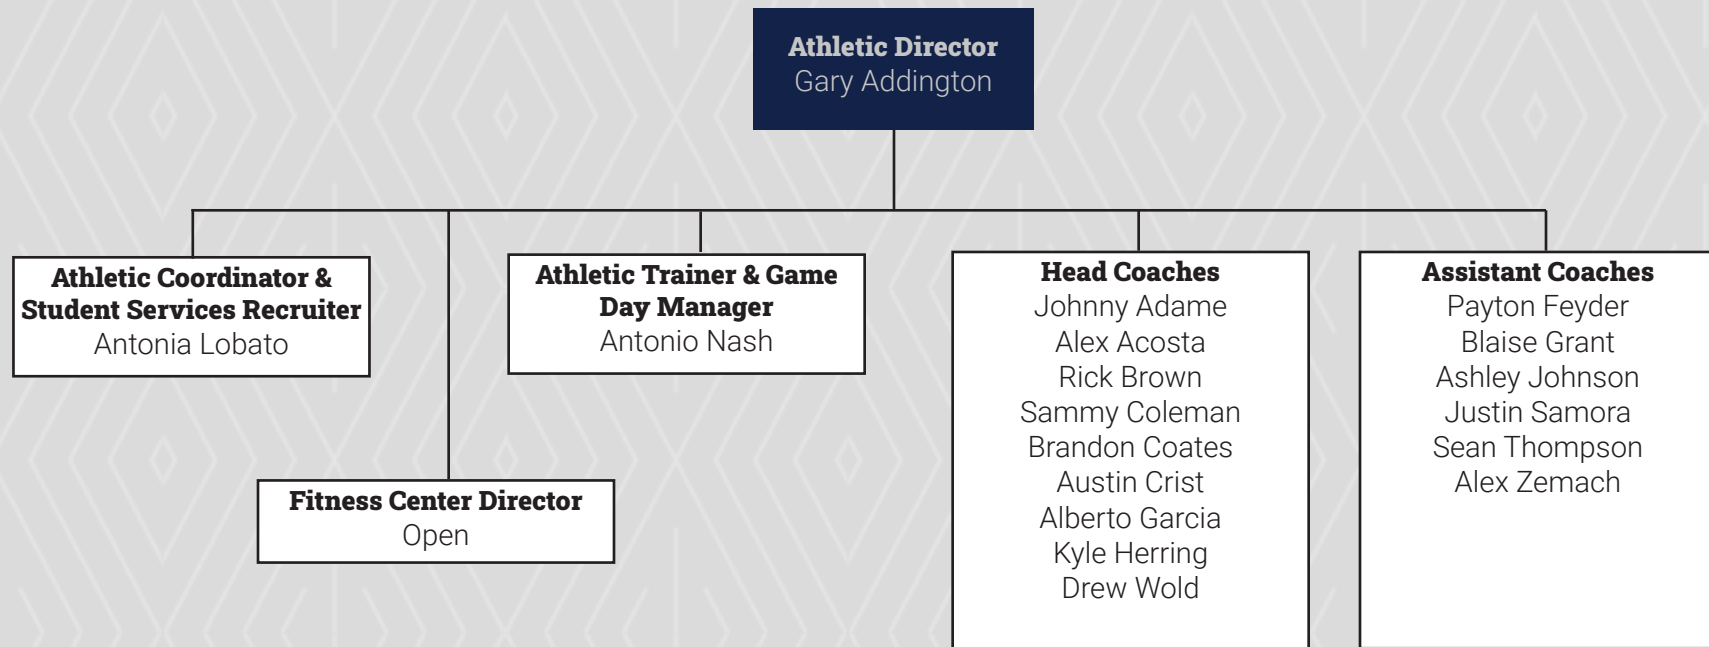 Athletic Director
Gary Addington
Athletic Coordinator &
Student Services Recruiter
Antonia Lobato
Athletic Trainer & Game
Day Manager
Antonio Nash
Head Coaches
Johnny Adame
Alex Acosta
Rick Brown
Sammy Coleman
Brandon Coates
Austin Crist
Alberto Garcia
Kyle Herring
Drew Wold
Assistant Coaches
Payton Feyder
Blaise Grant
Ashley Johnson
Justin Samora
Sean Thompson
Alex Zemach
Fitness Center Director
Open